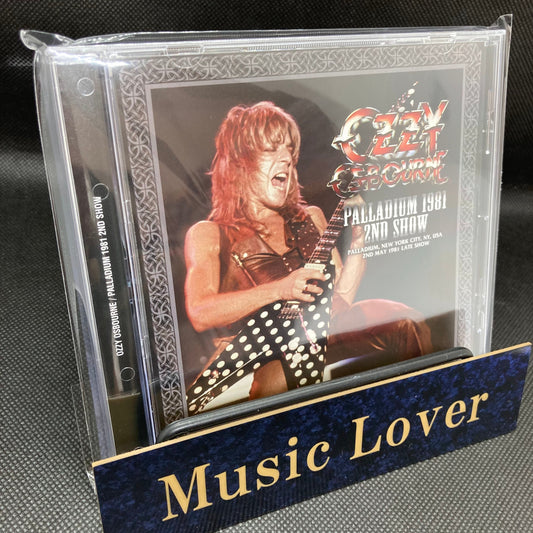 OZZY OSBOURNE / PALLADIUM 1981 2ND SHOW
OZZY
OSBOURNE
PALLADIUM 1981
2ND SHOW
PALLADIUM, NEW YORK CITY, NY, USA
2ND MAY 1981 LATE SHOW
Music Lover